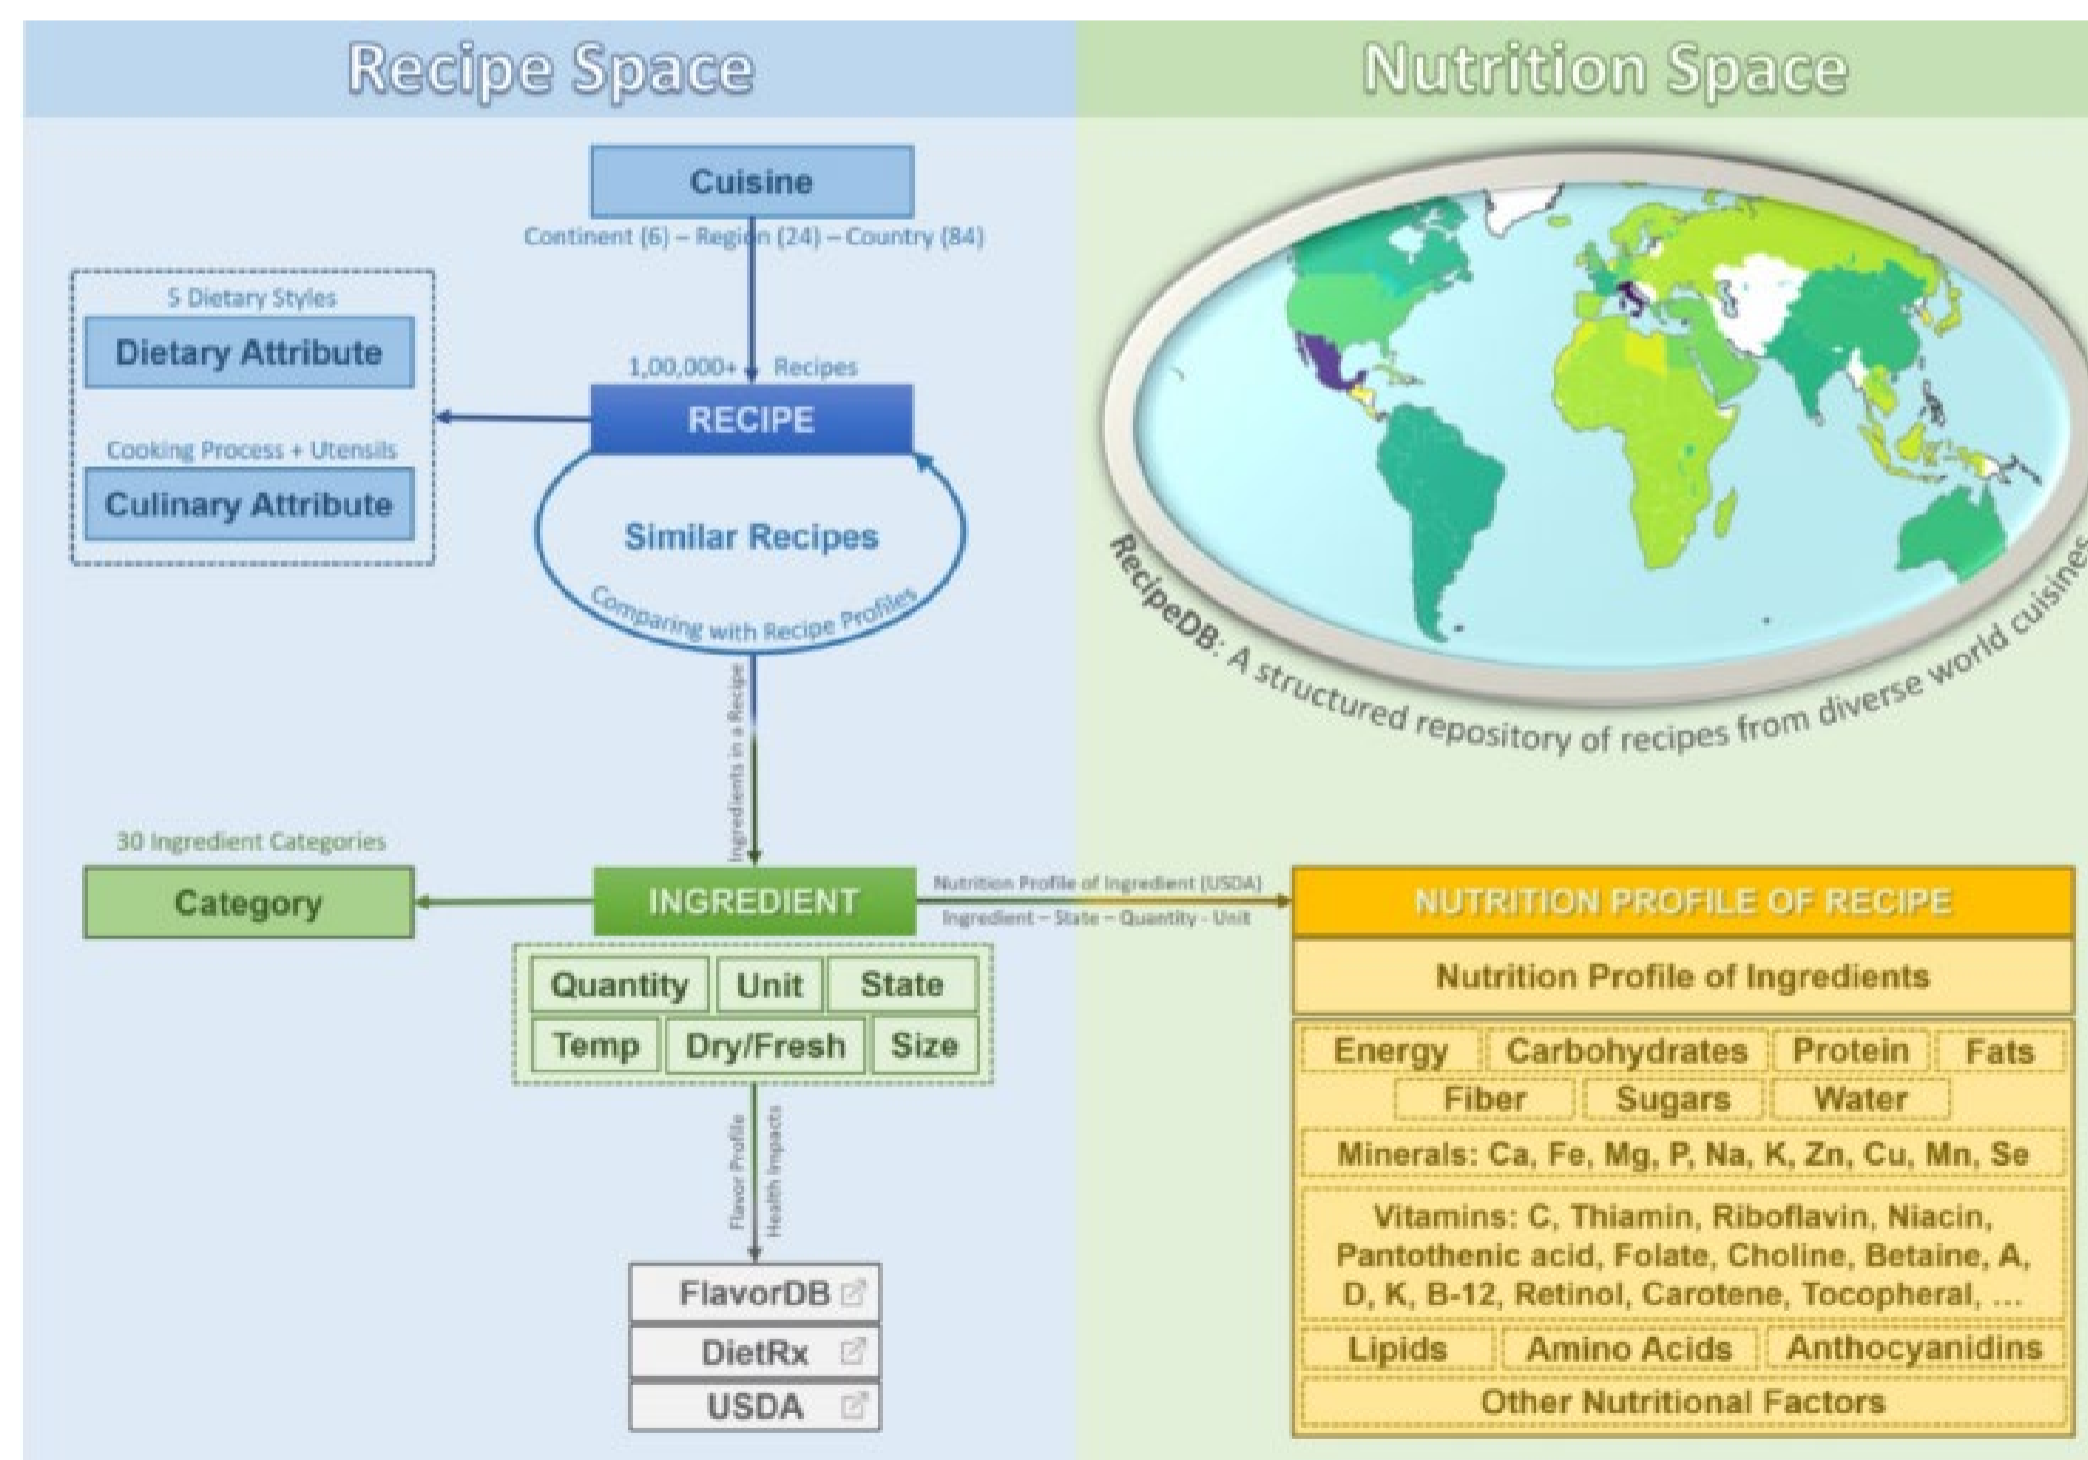 Recipe Space
Nutrition Space
Cuisine
Continent (6) – Region (24) – Country (84)
5 Dietary Styles
Dietary Attribute
Cooking Process + Utensils
Culinary Attribute
1,00,000+ Recipes
RECIPE
Similar Recipes
Comparing with Recipe Profiles
Ingredients in a Recipe
RecipeDB: A structured repository of recipes from diverse world cuisines
30 Ingredient Categories
Category
INGREDIENT
Nutrition Profile of Ingredient (USDA)
Ingredient – State – Quantity - Unit
Quantity Unit State
Temp Dry/Fresh Size
Flavor Profile
Health Impacts
FlavorDB
DietRx
USDA
NUTRITION PROFILE OF RECIPE
Nutrition Profile of Ingredients
Energy Carbohydrates Protein Fats
Fiber Sugars Water
Minerals: Ca, Fe, Mg, P, Na, K, Zn, Cu, Mn, Se
Vitamins: C, Thiamin, Riboflavin, Niacin,
Pantothenic acid, Folate, Choline, Betaine, A,
D, K, B-12, Retinol, Carotene, Tocopheral, ...
Lipids Amino Acids Anthocyanidins
Other Nutritional Factors